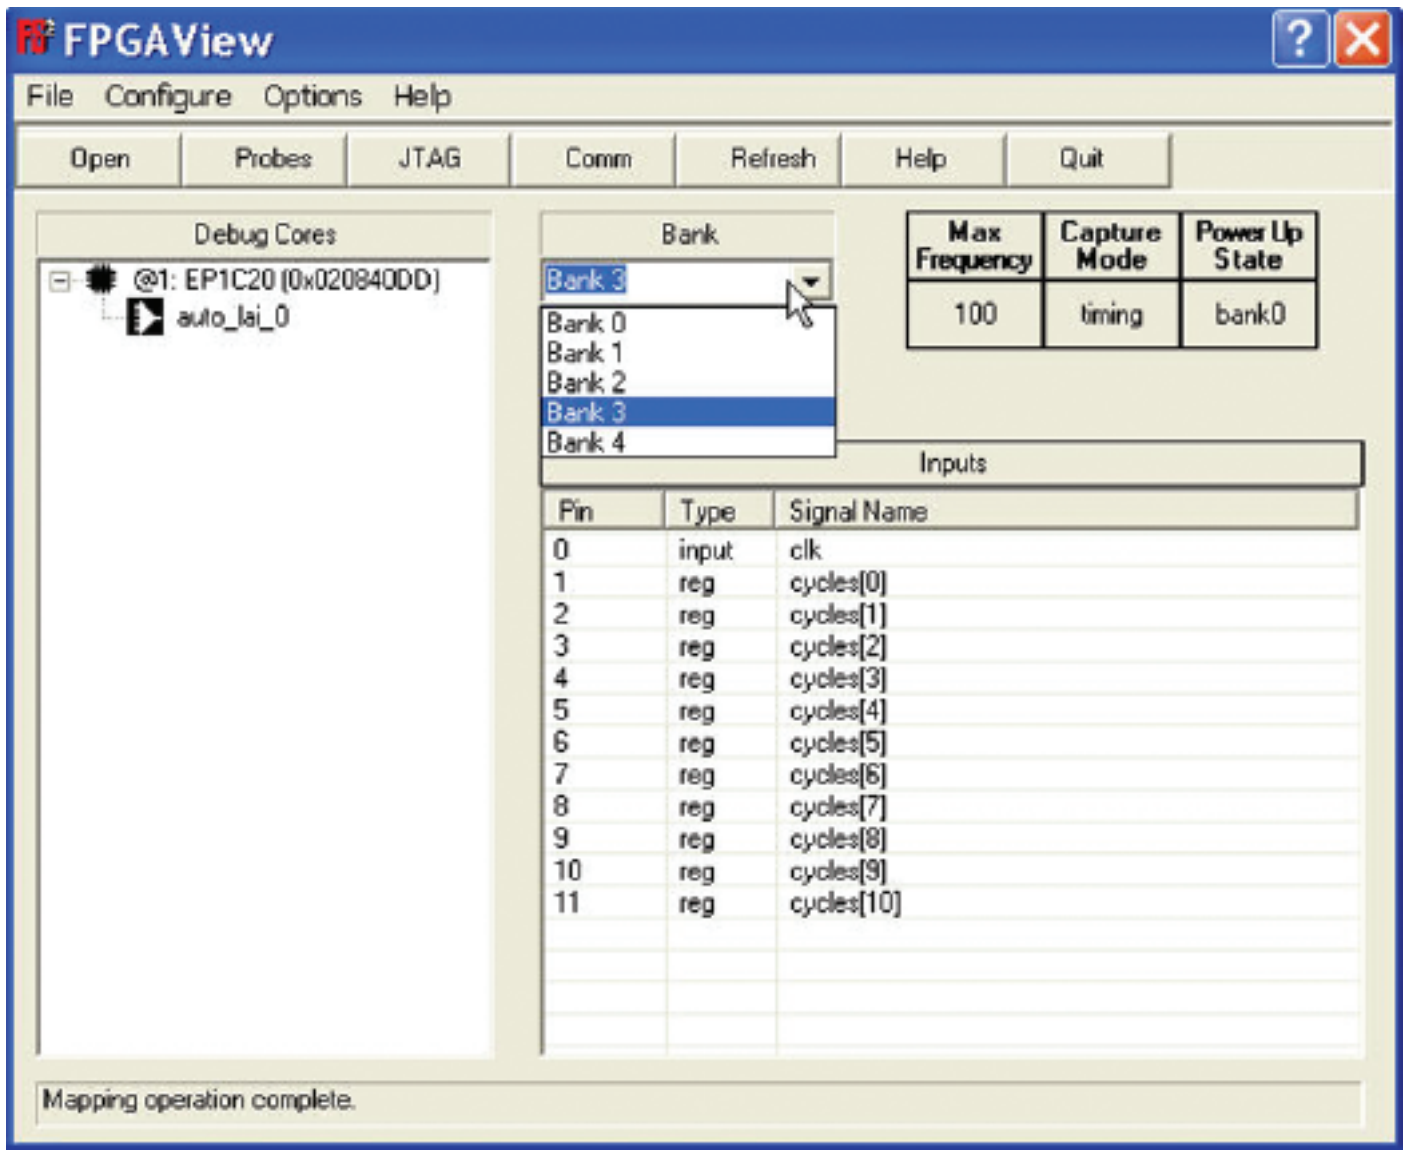 FPGAView
File Configure Options Help
Open Probes JTAG Comm Refresh Help Quit
Debug Cores
@1: EP1C20 (0x020840DD)
auto_lai_0
Bank
Bank 3
Bank 0
Bank 1
Bank 2
Bank 3
Bank 4
Max Frequency Capture Mode Power Up State
100 timing bank0
Inputs
Pin Type Signal Name
0 input clk
1 reg cycles[0]
2 reg cycles[1]
3 reg cycles[2]
4 reg cycles[3]
5 reg cycles[4]
6 reg cycles[5]
7 reg cycles[6]
8 reg cycles[7]
9 reg cycles[8]
10 reg cycles[9]
11 reg cycles[10]
Mapping operation complete.